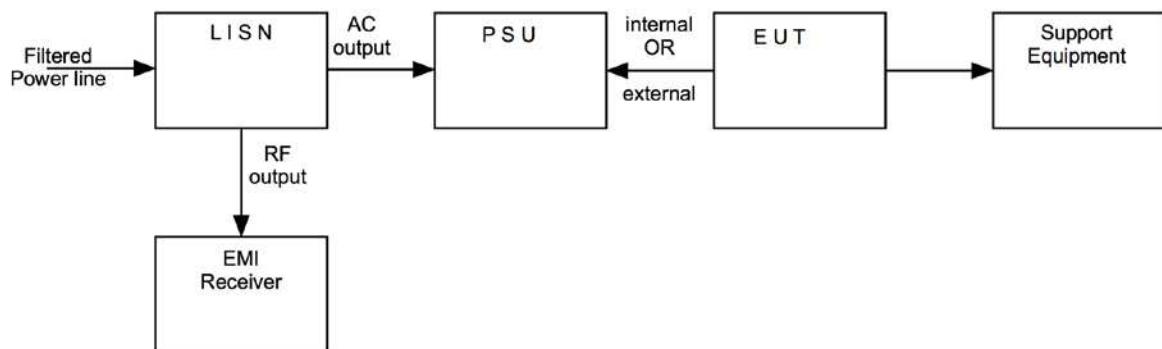 Filtered
Power line
L I S N
AC
output
P S U
internal
OR
external
E U T
Support
Equipment
RF
output
EMI
Receiver